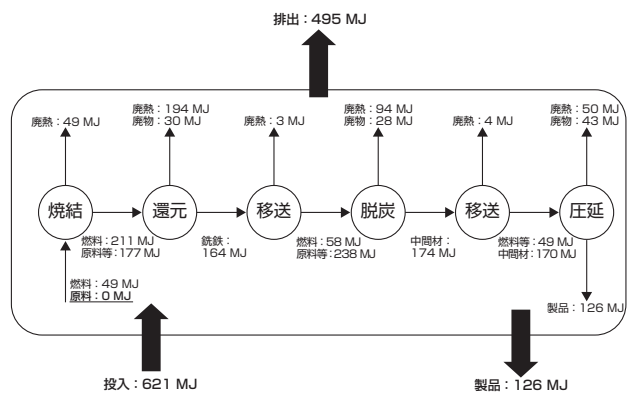 排出：495 MJ
廃熱：49 MJ
廃熱：194 MJ
廃物：30 MJ
廃熱：3 MJ
廃熱：94 MJ
廃物：28 MJ
廃熱：4 MJ
廃熱：50 MJ
廃物：43 MJ
焼結
還元
移送
脱炭
移送
圧延
燃料：211 MJ
原料等：177 MJ
銑鉄：
164 MJ
燃料：58 MJ
原料等：238 MJ
中間材：
174 MJ
燃料等：49 MJ
中間材：170 MJ
燃料：49 MJ
原料：0 MJ
製品：126 MJ
投入：621 MJ
製品：126 MJ